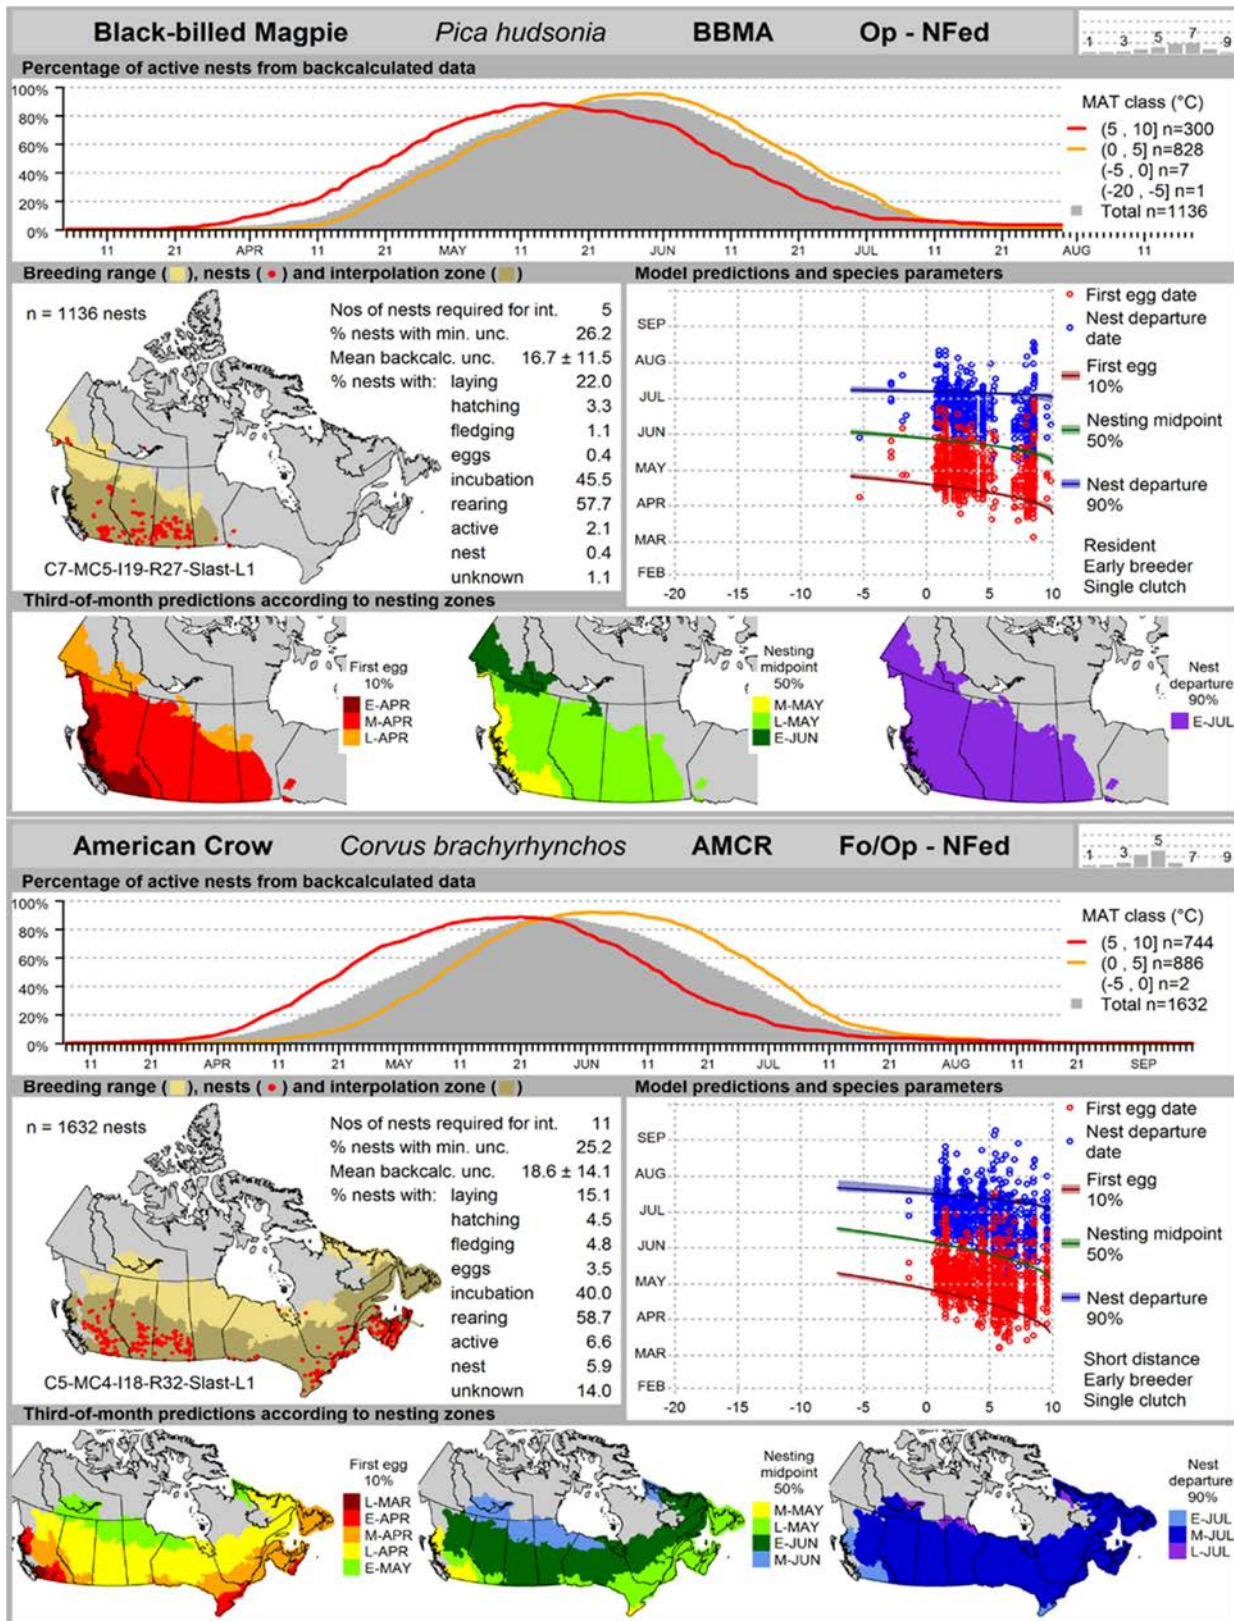 Black-billed Magpie Pica hudsonia BBMA Op - NFed
1 3 5 7 9
Percentage of active nests from backcalculated data
100%
80%
60%
40%
20%
0%
11 21 APR 11 21 MAY 11 21 JUN 11 21 JUL 11 21 AUG 11
MAT class (°C)
(5 , 10] n=300
(0 , 5] n=828
(-5, 0] n=7
(-20 , -5] n=1
Total n=1136
Breeding range ( ), nests ( ) and interpolation zone ( )
n = 1136 nests
Nos of nests required for int. 5
% nests with min. unc. 26.2
Mean backcalc. unc. 16.7 ± 11.5
% nests with: laying 22.0
hatching 3.3
fledging 1.1
eggs 0.4
incubation 45.5
rearing 57.7
active 2.1
nest 0.4
unknown 1.1
C7-MC5-I19-R27-Slast-L1
Model predictions and species parameters
SEP
AUG
JUL
JUN
MAY
APR
MAR
FEB
-20 -15 -10 -5 0 5 10
First egg date
Nest departure
date
First egg
10%
Nesting midpoint
50%
Nest departure
90%
Resident
Early breeder
Single clutch
Third-of-month predictions according to nesting zones
First egg
10%
E-APR
M-APR
L-APR
Nesting
midpoint
50%
M-MAY
L-MAY
E-JUN
Nest
departure
90%
E-JUL
American Crow Corvus brachyrhynchos AMCR Fo/Op - NFed
1 3 5 7 9
Percentage of active nests from backcalculated data
100%
80%
60%
40%
20%
0%
11 21 APR 11 21 MAY 11 21 JUN 11 21 JUL 11 21 AUG 11 21 SEP
MAT class (°C)
(5 , 10] n=744
(0 , 5] n=886
(-5, 0] n=2
Total n=1632
Breeding range ( ), nests ( ) and interpolation zone ( )
n = 1632 nests
Nos of nests required for int. 11
% nests with min. unc. 25.2
Mean backcalc. unc. 18.6 ± 14.1
% nests with: laying 15.1
hatching 4.5
fledging 4.8
eggs 3.5
incubation 40.0
rearing 58.7
active 6.6
nest 5.9
unknown 14.0
C5-MC4-I18-R32-Slast-L1
Model predictions and species parameters
SEP
AUG
JUL
JUN
MAY
APR
MAR
FEB
-20 -15 -10 -5 0 5 10
First egg date
Nest departure
date
First egg
10%
Nesting midpoint
50%
Nest departure
90%
Short distance
Early breeder
Single clutch
Third-of-month predictions according to nesting zones
First egg
10%
L-MAR
E-APR
M-APR
L-APR
E-MAY
Nesting
midpoint
50%
M-MAY
L-MAY
E-JUN
M-JUN
Nest
departure
90%
E-JUL
M-JUL
L-JUL